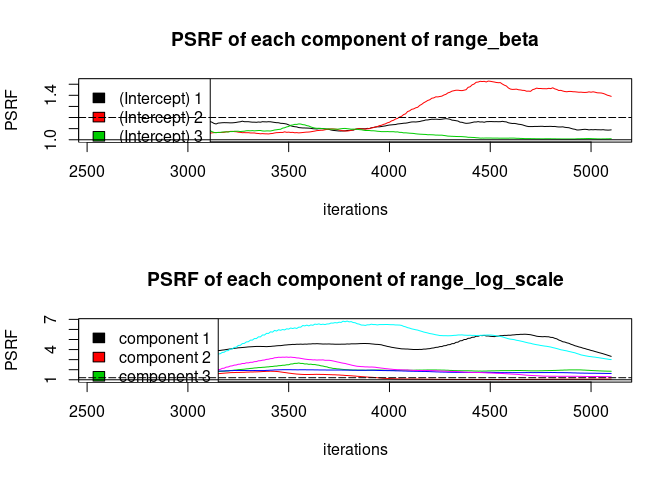 PSRF of each component of range_beta
PSRF
1.0 1.4
(Intercept) 1
(Intercept) 2
(Intercept) 3
2500 3000 3500 4000 4500 5000
iterations
PSRF of each component of range_log_scale
PSRF
1 4 7
component 1
component 2
component 3
2500 3000 3500 4000 4500 5000
iterations